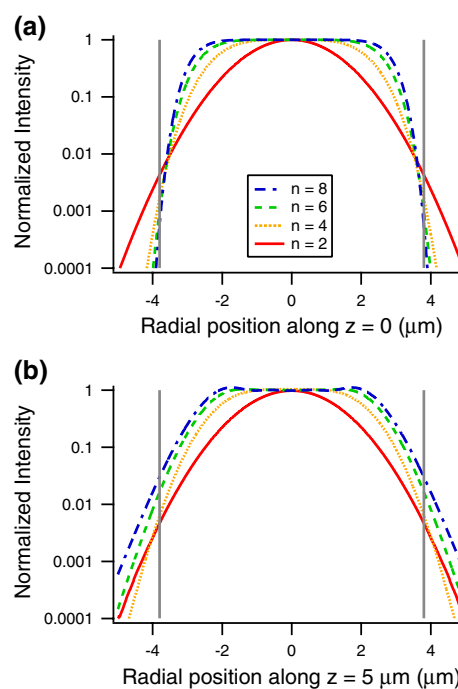 (a)
Normalized Intensity
1
0.1
0.01
0.001
0.0001
n = 8
n = 6
n = 4
n = 2
-4 -2 0 2 4
Radial position along z = 0 (μm)
(b)
Normalized Intensity
1
0.1
0.01
0.001
0.0001
-4 -2 0 2 4
Radial position along z = 5 μm (μm)